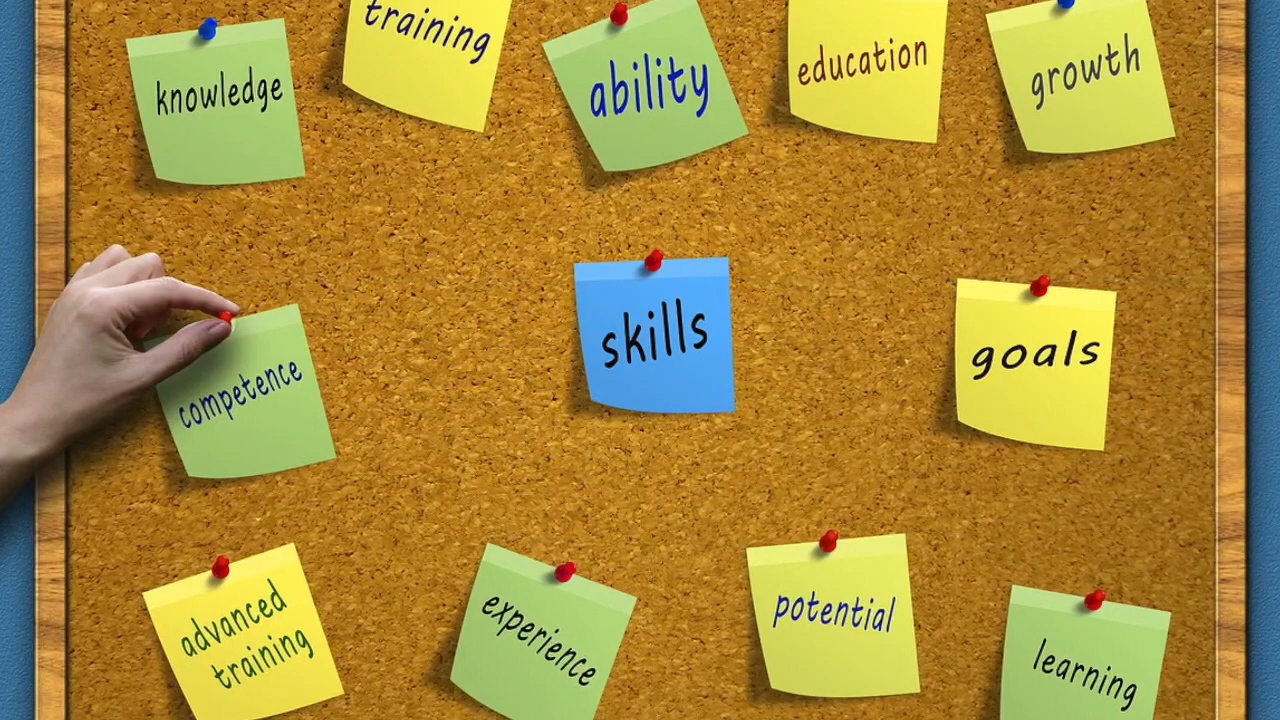 knowledge
training
ability
education
growth
competence
skills
goals
advanced
training
experience
potential
learning